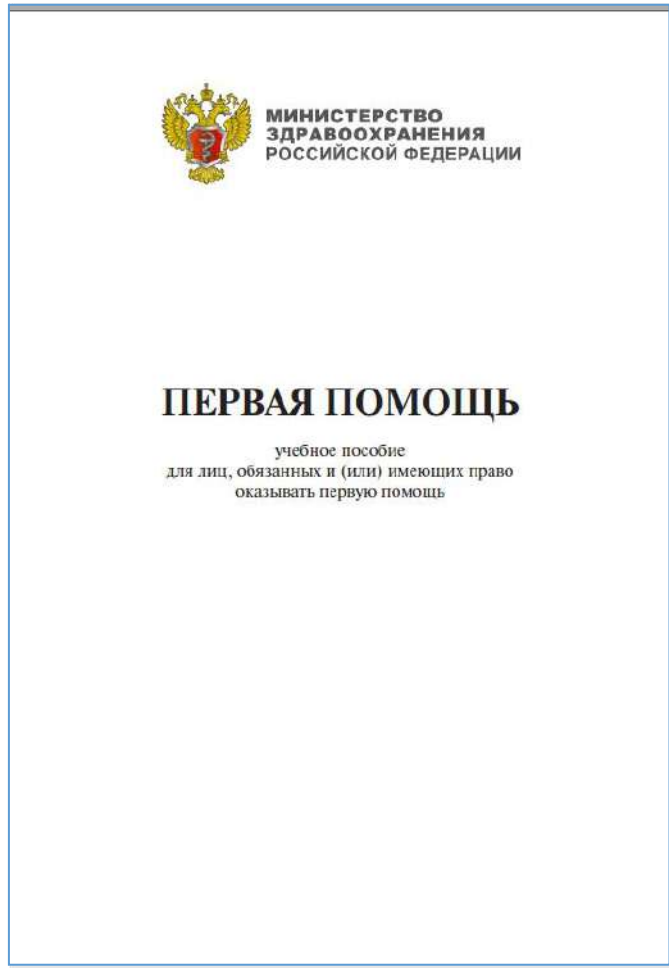 МИНИСТЕРСТВО
ЗДРАВООХРАНЕНИЯ
РОССИЙСКОЙ ФЕДЕРАЦИИ
ПЕРВАЯ ПОМОЩЬ
учебное пособие
для лиц, обязанных и (или) имеющих право
оказывать первую помощь